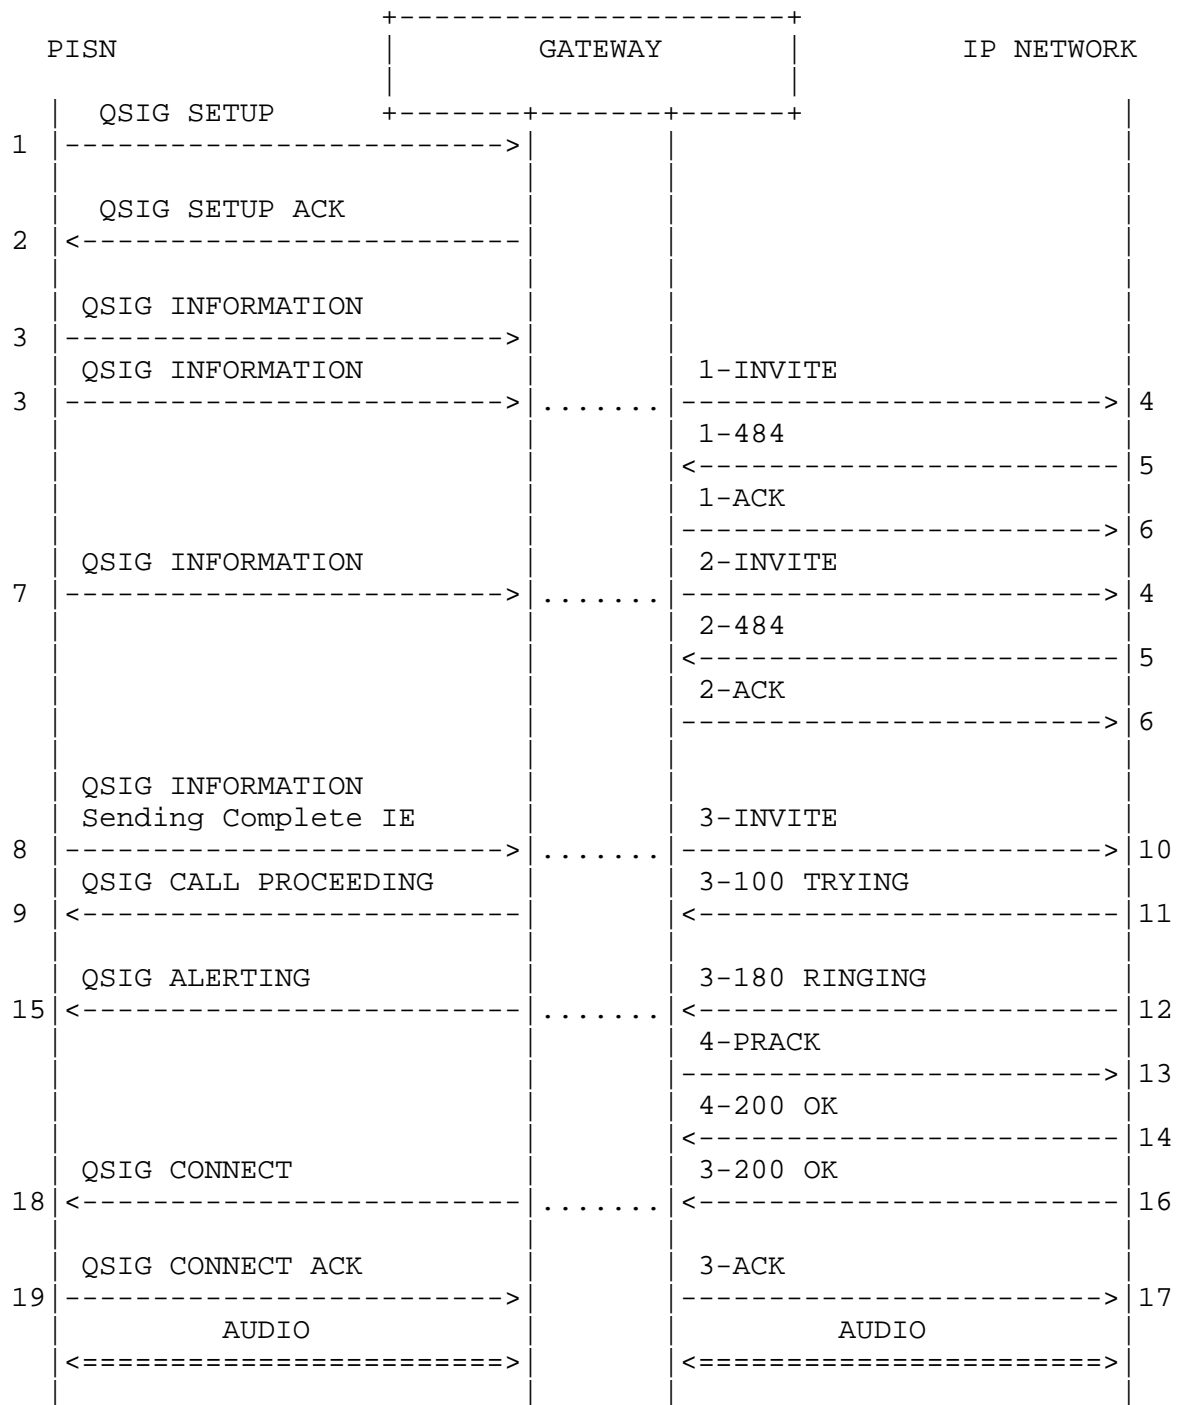 +----------------------+
  PISN               |        GATEWAY       |         IP NETWORK
                     |                      |
  |  QSIG SETUP      +-------+-------+------+                  |
1 |------------------------->|       |                         |
  |                          |       |                         |
  |  QSIG SETUP ACK          |       |                         |
2 |<-------------------------|       |                         |
  |                          |       |                         |
  | QSIG INFORMATION         |       |                         |
3 |------------------------->|       |                         |
  | QSIG INFORMATION         |       | 1-INVITE                |
3 |------------------------->|.......|------------------------>|4
  |                          |       | 1-484                   |
  |                          |       |<------------------------|5
  |                          |       | 1-ACK                   |
  |                          |       |------------------------>|6
  | QSIG INFORMATION         |       | 2-INVITE                |
7 |------------------------->|.......|------------------------>|4
  |                          |       | 2-484                   |
  |                          |       |<------------------------|5
  |                          |       | 2-ACK                   |
  |                          |       |------------------------>|6
  |                          |       |                         |
  | QSIG INFORMATION         |       |                         |
  | Sending Complete IE      |       | 3-INVITE                |
8 |------------------------->|.......|------------------------>|10
  | QSIG CALL PROCEEDING     |       | 3-100 TRYING            |
9 |<-------------------------|       |<------------------------|11
  |                          |       |                         |
  | QSIG ALERTING            |       | 3-180 RINGING           |
15|<-------------------------|.......|<------------------------|12
  |                          |       | 4-PRACK                 |
  |                          |       |------------------------>|13
  |                          |       | 4-200 OK                |
  |                          |       |<------------------------|14
  | QSIG CONNECT             |       | 3-200 OK                |
18|<-------------------------|.......|<------------------------|16
  |                          |       |                         |
  | QSIG CONNECT ACK         |       | 3-ACK                   |
19|------------------------->|       |------------------------>|17
  |         AUDIO            |       |         AUDIO           |
  |<========================>|       |<=======================>|
  |                          |       |                         |